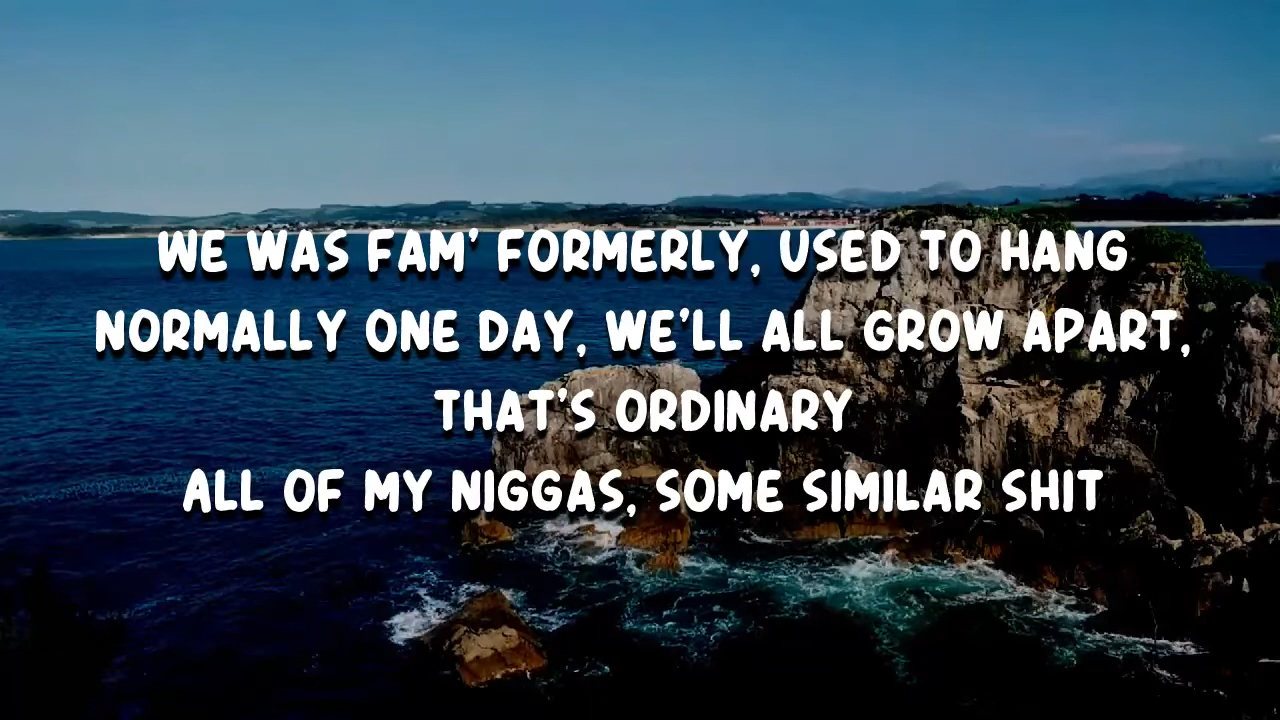 WE WAS FAM' FORMERLY, USED TO HANG
NORMALLY ONE DAY, WE'LL ALL GROW APART,
THAT'S ORDINARY
ALL OF MY NIGGAS, SOME SIMILAR SHIT